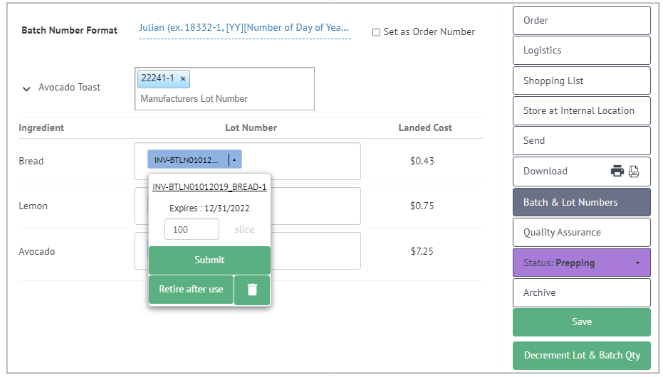 Batch Number Format
Julian (ex. 18332-1, [YY][Number of Day of Yea...
Set as Order Number
Avocado Toast
22241-1 ×
Manufacturers Lot Number
Ingredient Lot Number Landed Cost
Bread INV-BTLN01012... $0.43
INV-BTLN01012019_BREAD-1
Expires : 12/31/2022
100 slice
Submit
Retire after use
Lemon $0.75
Avocado $7.25
Order
Logistics
Shopping List
Store at Internal Location
Send
Download
Batch & Lot Numbers
Quality Assurance
Status: Prepping
Archive
Save
Decrement Lot & Batch Qty